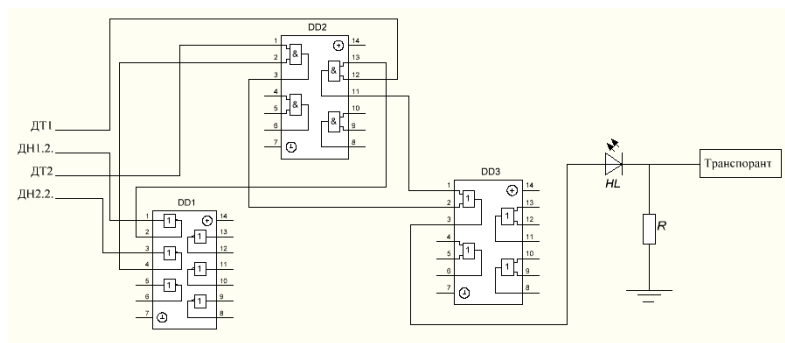 DD2
1 14
2 & 13
3 & 12
4 11
5 & 10
6 & 9
7 8
ДТ1
ДН1.2.
ДТ2
ДН2.2.
DD1
1 1 14
2 1 13
3 1 12
4 1 11
5 1 10
6 1 9
7 8
DD3
1 1 14
2 13
3 1 12
4 11
5 1 10
6 1 9
7 8
HL
R
Транспорант